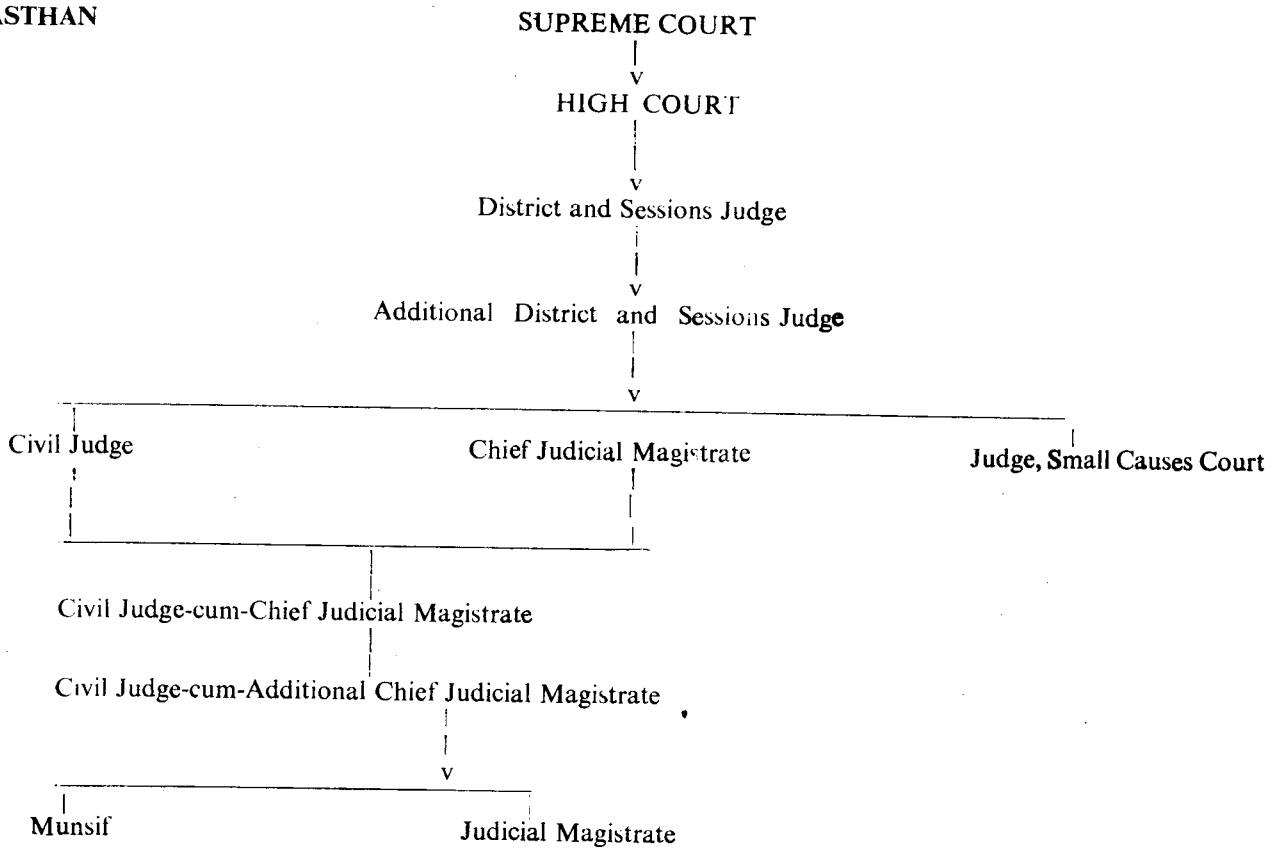 ASTHAN
SUPREME COURT
HIGH COURT
District and Sessions Judge
Additional District and Sessions Judge
Civil Judge
Chief Judicial Magistrate
Judge, Small Causes Court
Civil Judge-cum-Chief Judicial Magistrate
Civil Judge-cum-Additional Chief Judicial Magistrate
Munsif
Judicial Magistrate